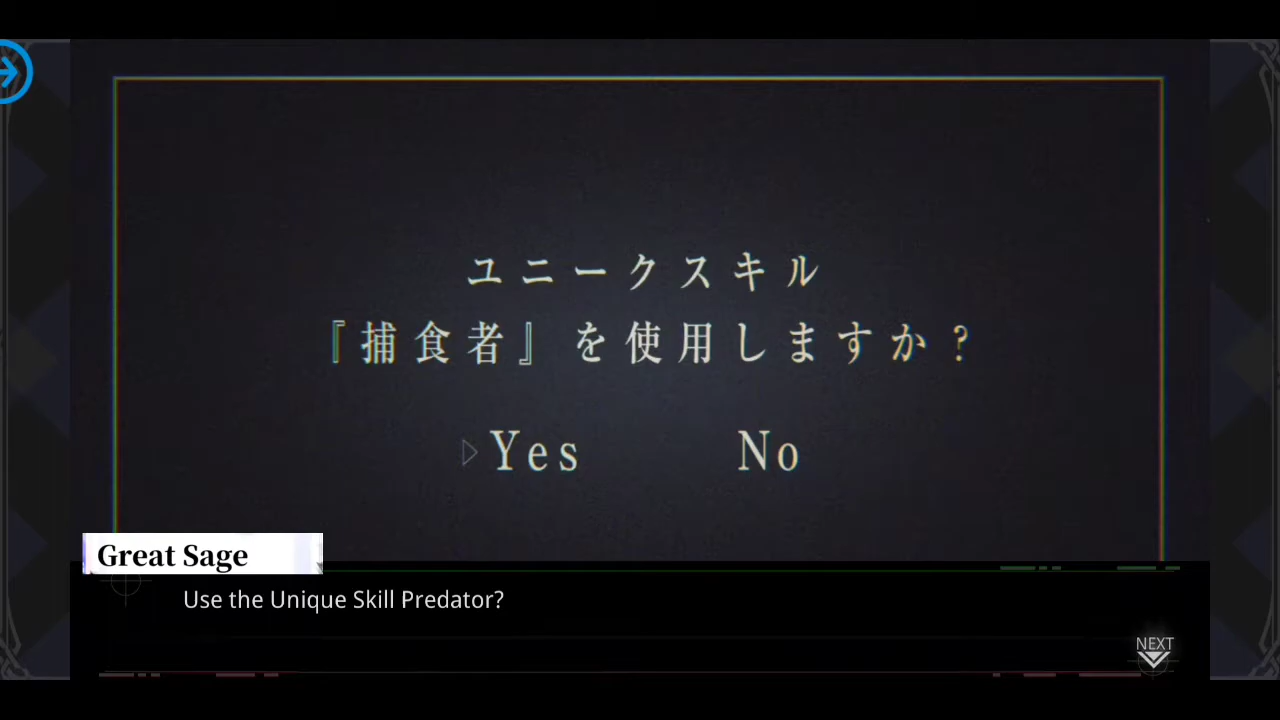 ユニークスキル
『捕食者』を使用しますか?
Yes No
Great Sage
Use the Unique Skill Predator?
NEXT